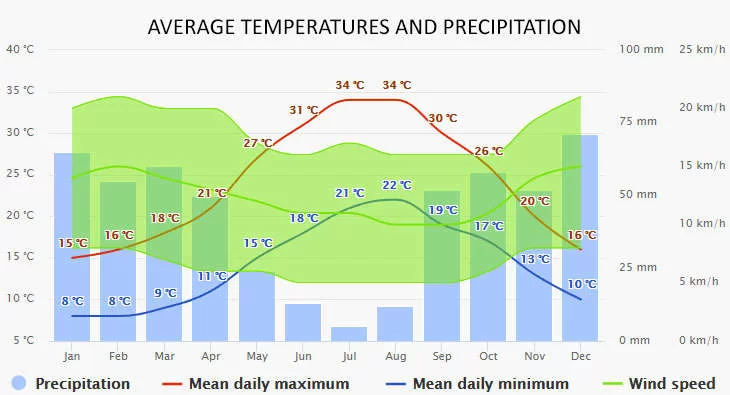 AVERAGE TEMPERATURES AND PRECIPITATION
40 °C 100 mm 25 km/h
35 °C 34 °C 34 °C 20 km/h
31 °C
30 °C 30 °C 75 mm
27 °C 26 °C
25 °C 15 km/h
21 °C 21 °C 22 °C 50 mm
20 °C 15 °C 16 °C 18 °C 18 °C 19 °C 17 °C 20 °C 16 °C 10 km/h
15 °C 15 °C 13 °C 25 mm
10 °C 8 °C 8 °C 9 °C 11 °C 10 °C 5 km/h
5 °C 0 mm 0 km/h
Jan Feb Mar Apr May Jun Jul Aug Sep Oct Nov Dec
Precipitation Mean daily maximum Mean daily minimum Wind speed